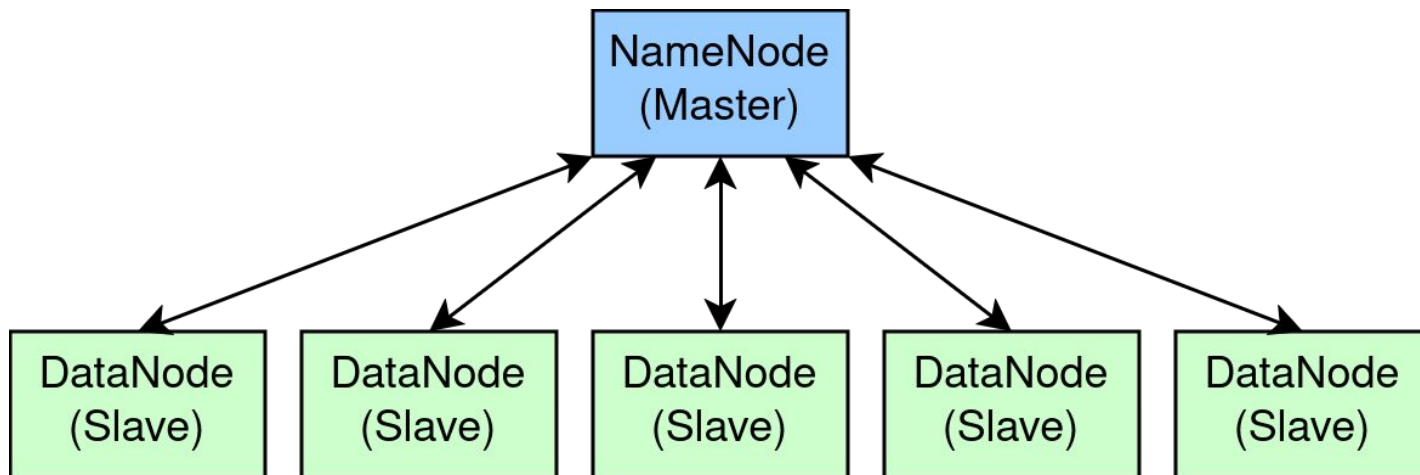 NameNode
(Master)
DataNode
(Slave)
DataNode
(Slave)
DataNode
(Slave)
DataNode
(Slave)
DataNode
(Slave)